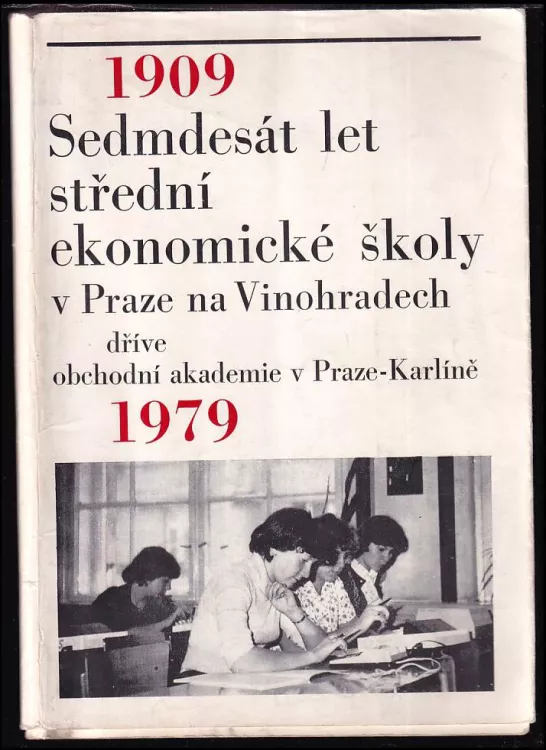 1909
Sedmdesát let
střední
ekonomické školy
v Praze na Vinohradech
dříve
obchodní akademie v Praze-Karlíně
1979